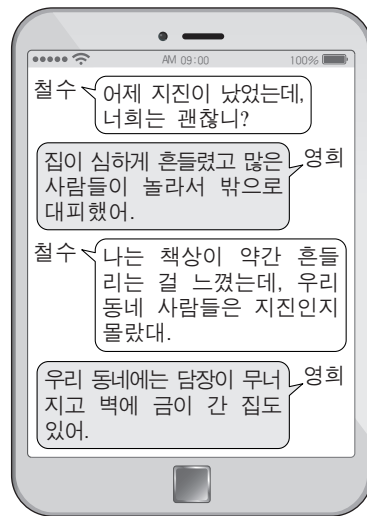 AM 09:00 100%
철수
어제 지진이 났었는데,
너희는 괜찮니?
영희
집이 심하게 흔들렸고 많은
사람들이 놀라서 밖으로
대피했어.
철수
나는 책상이 약간 흔들
리는 걸 느꼈는데, 우리
동네 사람들은 지진인지
몰랐대.
영희
우리 동네에는 담장이 무너
지고 벽에 금이 간 집도
있어.